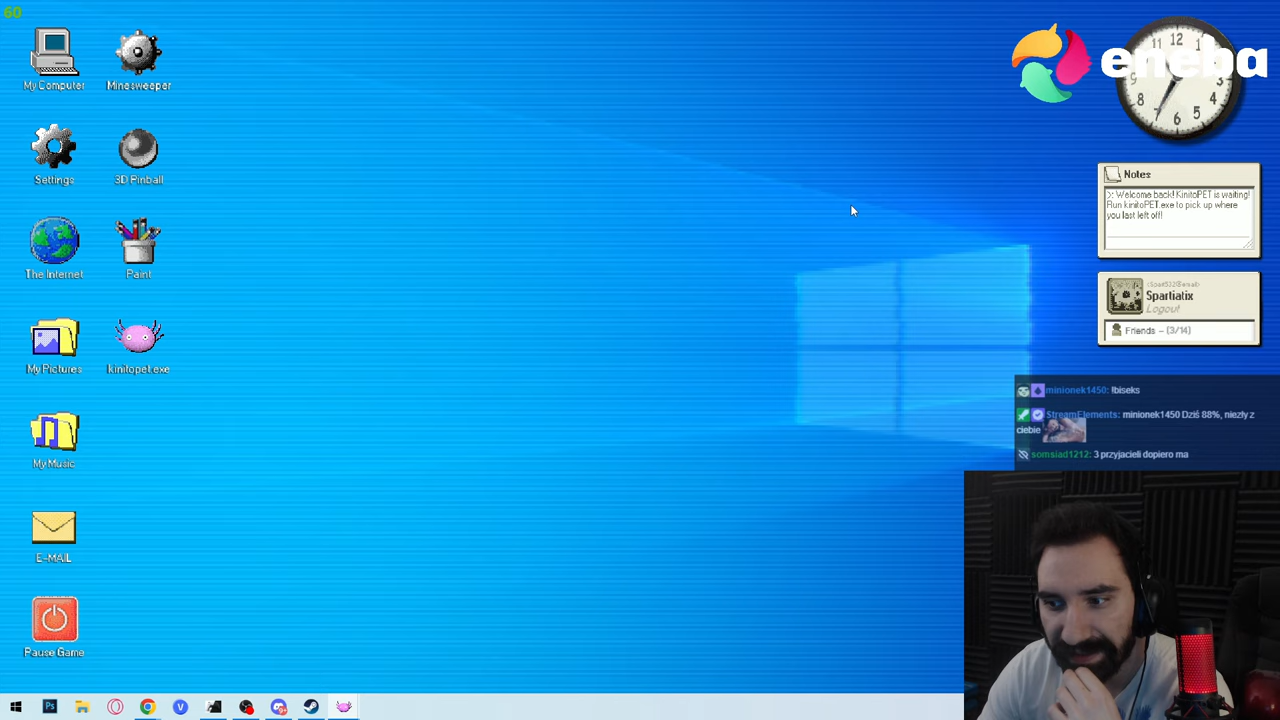 60
My Computer
Minesweeper
Settings
3D Pinball
The Internet
Paint
My Pictures
kinitopet.exe
My Music
E-MAIL
Pause Game
eneba
Notes
>: Welcome back! KinitoPET is waiting!
Run kinitoPET.exe to pick up where
you last left off!
Spartiatix
Logout
Friends - (3/14)
minionek1450: !biseks
StreamElements: minionek1450 Dziś 88%, nieźły z
ciebie
somsiad1212: 3 przyjacieli dopiero ma